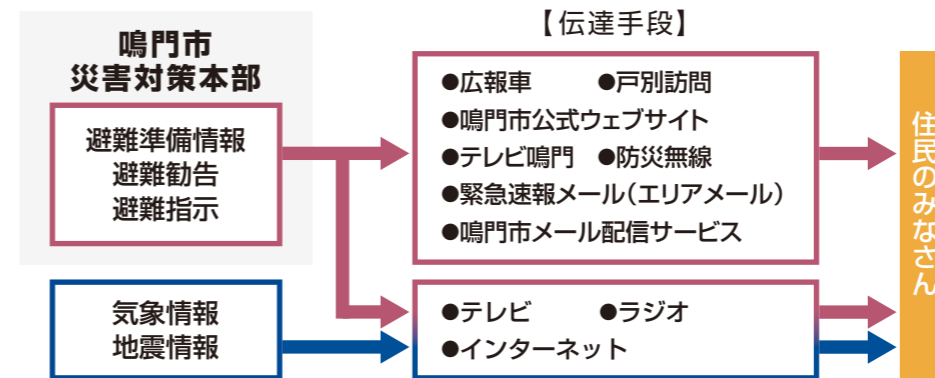 【伝達手段】
鳴門市
災害対策本部
避難準備情報
避難勧告
避難指示
●広報車 ●戸別訪問
●鳴門市公式ウェブサイト
●テレビ鳴門 ●防災無線
●緊急速報メール（エリアメール）
●鳴門市メール配信サービス
気象情報
地震情報
●テレビ ●ラジオ
●インターネット
住民のみなさん